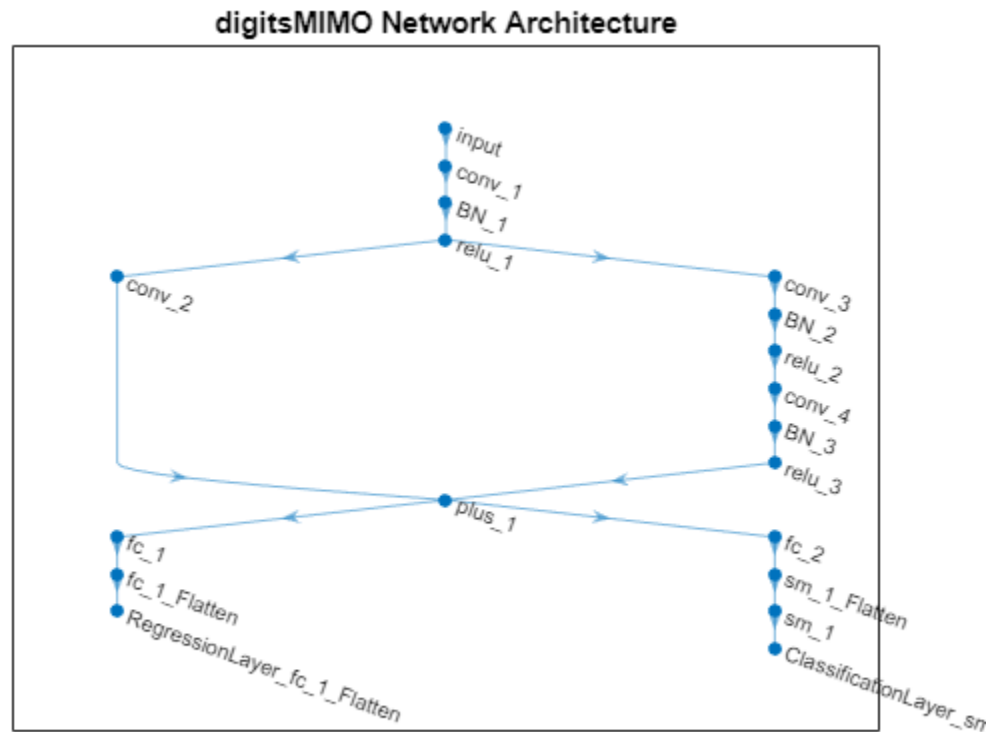 digitsMIMO Network Architecture
input
conv_1
BN_1
relu_1
conv_2
conv_3
BN_2
relu_2
conv_4
BN_3
relu_3
plus_1
fc_1
fc_1_Flatten
RegressionLayer_fc_1_Flatten
fc_2
sm_1_Flatten
sm_1
ClassificationLayer_sm